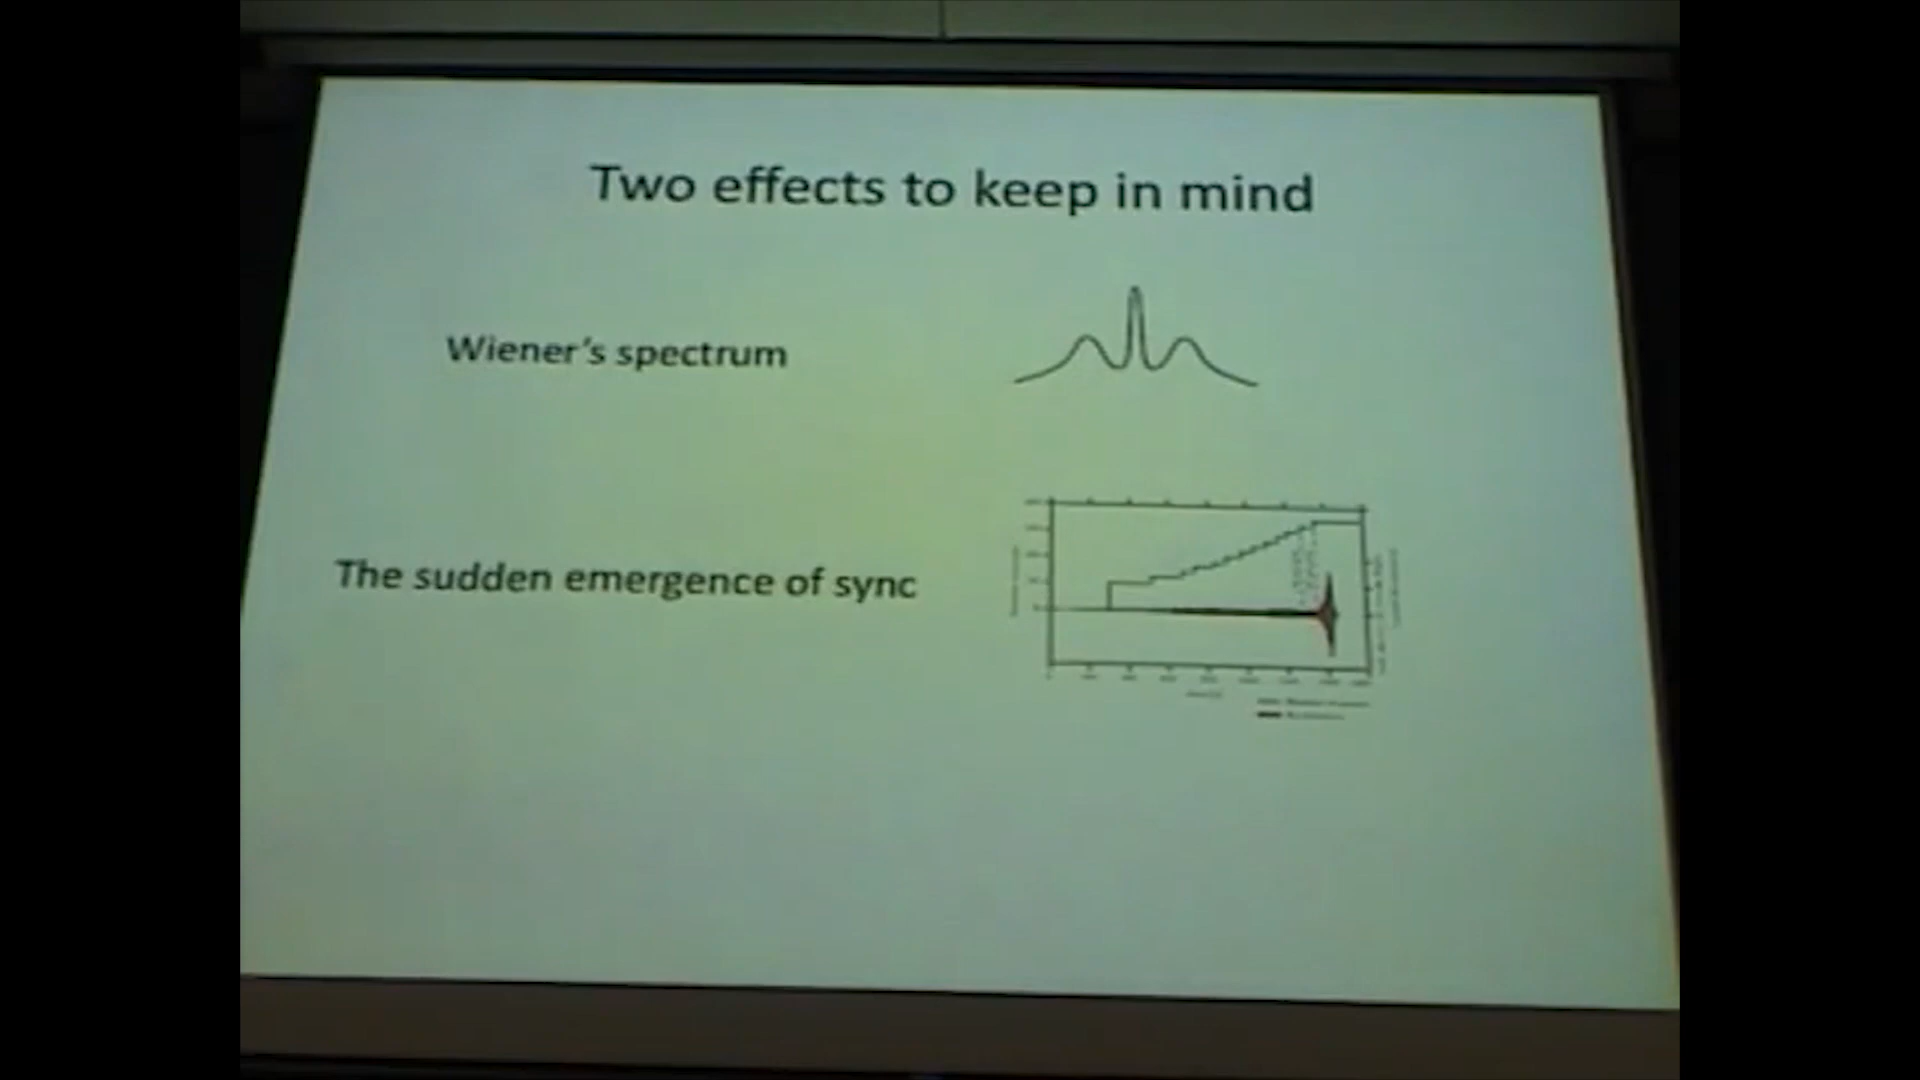 Two effects to keep in mind
Wiener's spectrum
The sudden emergence of sync